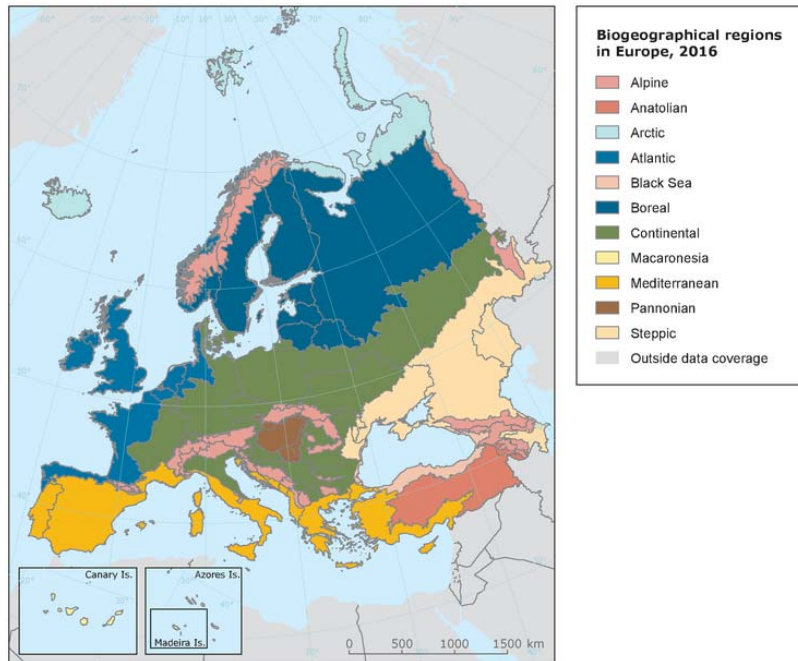 Biogeographical regions
in Europe, 2016
Alpine
Anatolian
Arctic
Atlantic
Black Sea
Boreal
Continental
Macaronesia
Mediterranean
Pannonian
Steppic
Outside data coverage
Canary Is.
Azores Is.
Madeira Is.
0 500 1000 1500 km